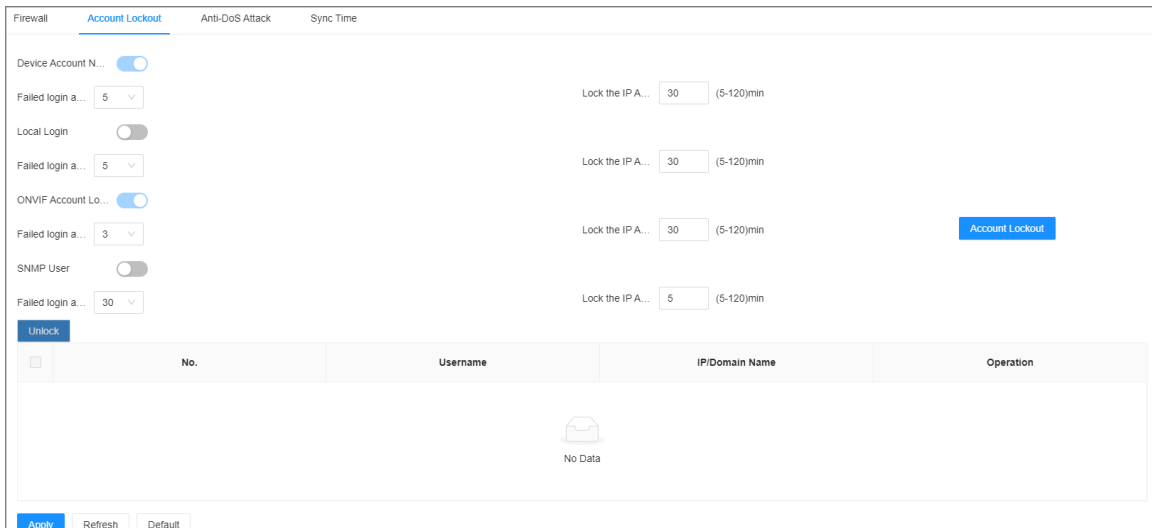 Firewall Account Lockout Anti-DoS Attack Sync Time
Device Account N...
Failed login a... 5 Lock the IP A... 30 (5-120)min
Local Login
Failed login a... 5 Lock the IP A... 30 (5-120)min
ONVIF Account Lo...
Failed login a... 3 Lock the IP A... 30 (5-120)min Account Lockout
SNMP User
Failed login a... 30 Lock the IP A... 5 (5-120)min
Unlock
No. Username IP/Domain Name Operation
No Data
Apply Refresh Default